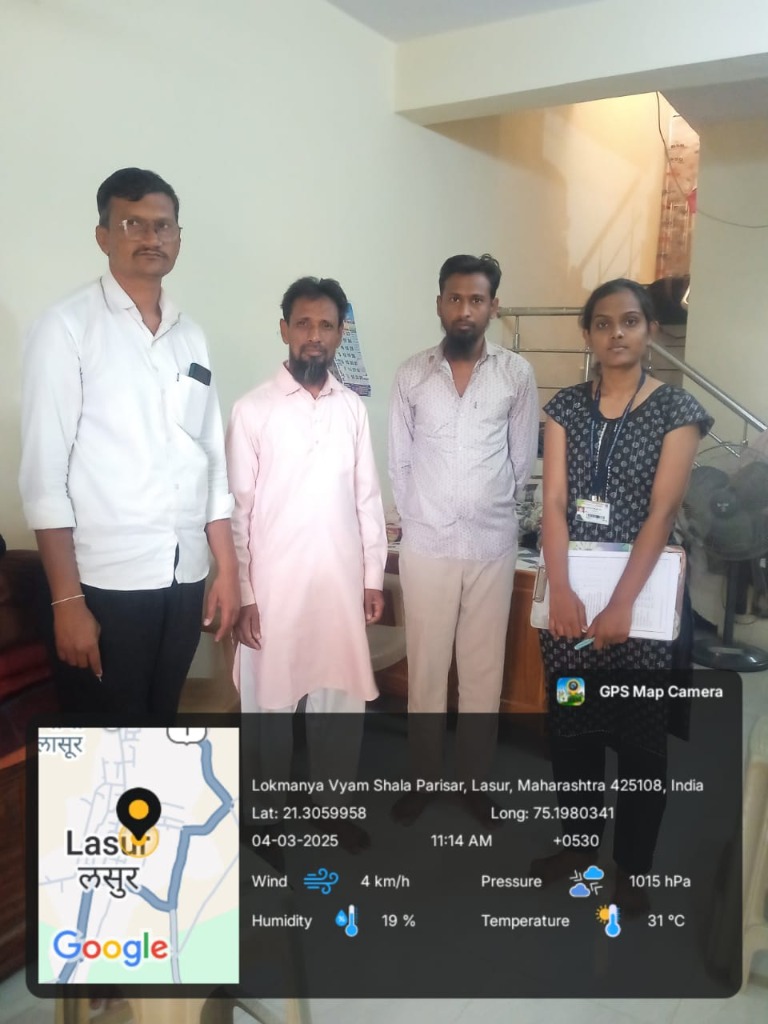 GPS Map Camera
लासूर
1
Lasur
लसुर
Google
Lokmanya Vyam Shala Parisar, Lasur, Maharashtra 425108, India
Lat: 21.3059958 Long: 75.1980341
04-03-2025 11:14 AM +0530
Wind 4 km/h Pressure 1015 hPa
Humidity 19 % Temperature 31 °C